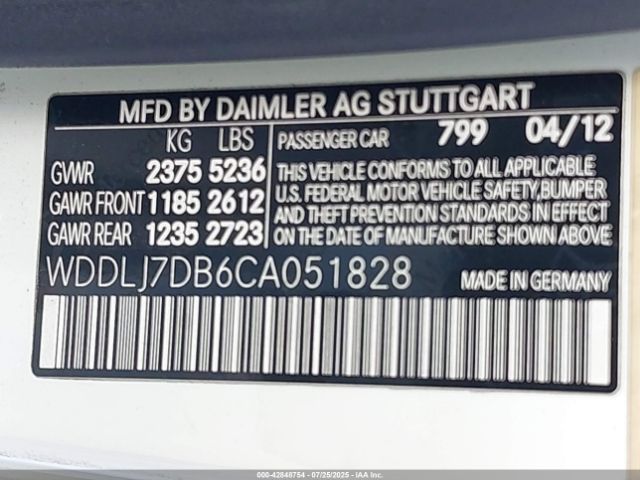 MFD BY DAIMLER AG STUTTGART
KG LBS
GVWR 2375 5236
GAWR FRONT 1185 2612
GAWR REAR 1235 2723
PASSENGER CAR 799 04/12
THIS VEHICLE CONFORMS TO ALL APPLICABLE
U.S. FEDERAL MOTOR VEHICLE SAFETY, BUMPER
AND THEFT PREVENTION STANDARDS IN EFFECT
ON THE DATE OF MANUFACTURE SHOWN ABOVE.
WDDLJ7DB6CA051828
MADE IN GERMANY
000-42848754 | 07/25/2025 - IAA Inc.